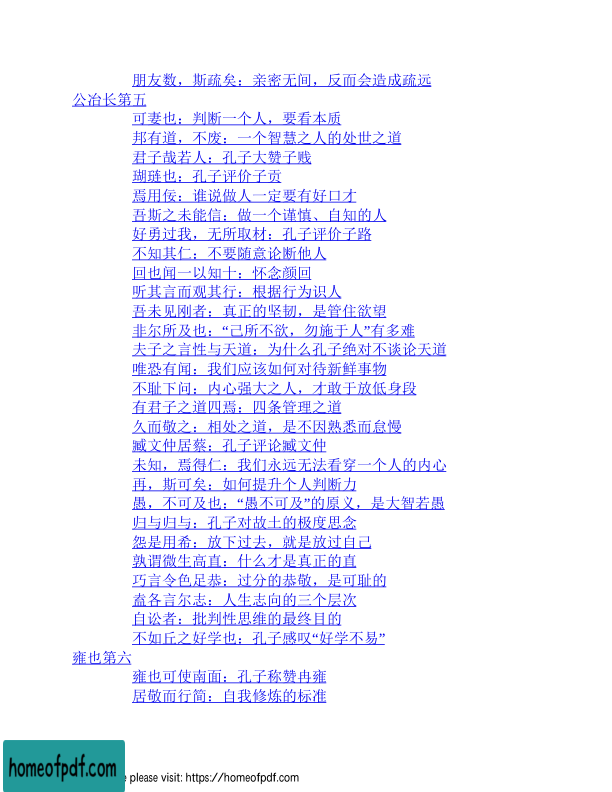 朋友数，斯疏矣：亲密无间，反而会造成疏远
公冶长第五
可妻也：判断一个人，要看本质
邦有道，不废：一个智慧之人的处世之道
君子哉若人：孔子大赞子贱
瑚琏也：孔子评价子贡
焉用佞：谁说做人一定要有好口才
吾斯之未能信：做一个谨慎、自知的人
好勇过我，无所取材：孔子评价子路
不知其仁：不要随意论断他人
回也闻一以知十：怀念颜回
听其言而观其行：根据行为识人
吾未见刚者：真正的坚韧，是管住欲望
非尔所及也：“己所不欲，勿施于人”有多难
夫子之言性与天道：为什么孔子绝对不谈论天道
唯恐有闻：我们应该如何对待新鲜事物
不耻下问：内心强大之人，才敢于放低身段
有君子之道四焉：四条管理之道
久而敬之：相处之道，是不因熟悉而怠慢
臧文仲居蔡：孔子评论臧文仲
未知，焉得仁：我们永远无法看穿一个人的内心
再，斯可矣：如何提升个人判断力
愚，不可及也：“愚不可及”的原义，是大智若愚
归与归与：孔子对故土的极度思念
怨是用希：放下过去，就是放过自己
孰谓微生高直：什么才是真正的直
巧言令色足恭：过分的恭敬，是可耻的
盍各言尔志：人生志向的三个层次
自讼者：批判性思维的最终目的
不如丘之好学也：孔子感叹“好学不易”
雍也第六
雍也可使南面：孔子称赞冉雍
居敬而行简：自我修炼的标准
homeofpdf.com
e please visit: https://homeofpdf.com